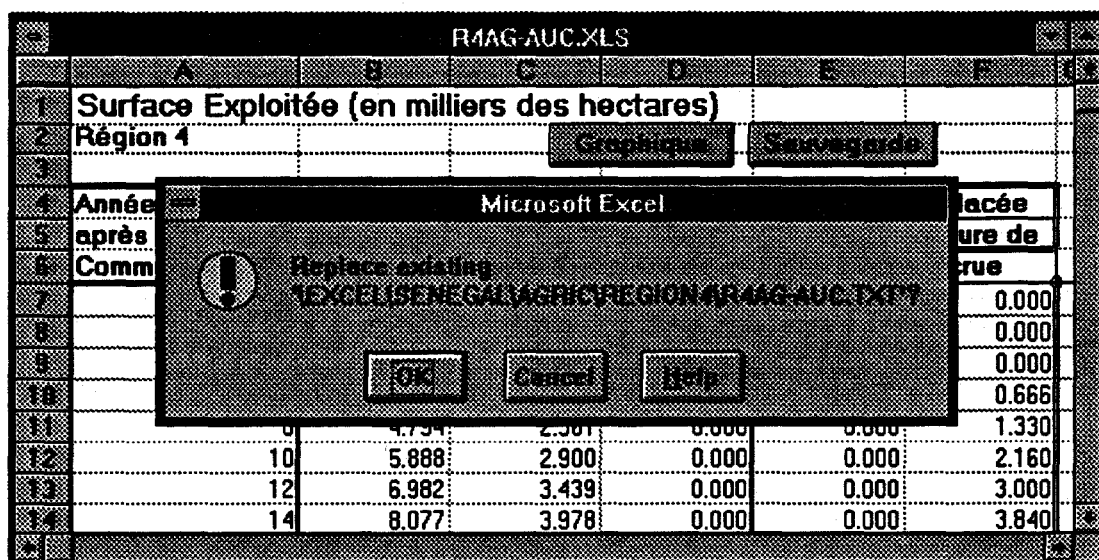 R4AG-AUC.XLS
A B C D E F
1 Surface Exploitée (en milliers des hectares)
2 Région 4 Graphique Sauvegarde
3
4 Année lacée
5 après ure de
6 Comm crue
Microsoft Excel
Replace existing
'\EXCEL\SENEGAL\AGRIC\REGION4\R4AG-AUC.TXT'?
OK Cancel Help
7 0.000
8 0.000
9 0.000
10 0.666
11 0.000 0.000 1.330
12 10 5.888 2.900 0.000 0.000 2.160
13 12 6.982 3.439 0.000 0.000 3.000
14 14 8.077 3.978 0.000 0.000 3.840